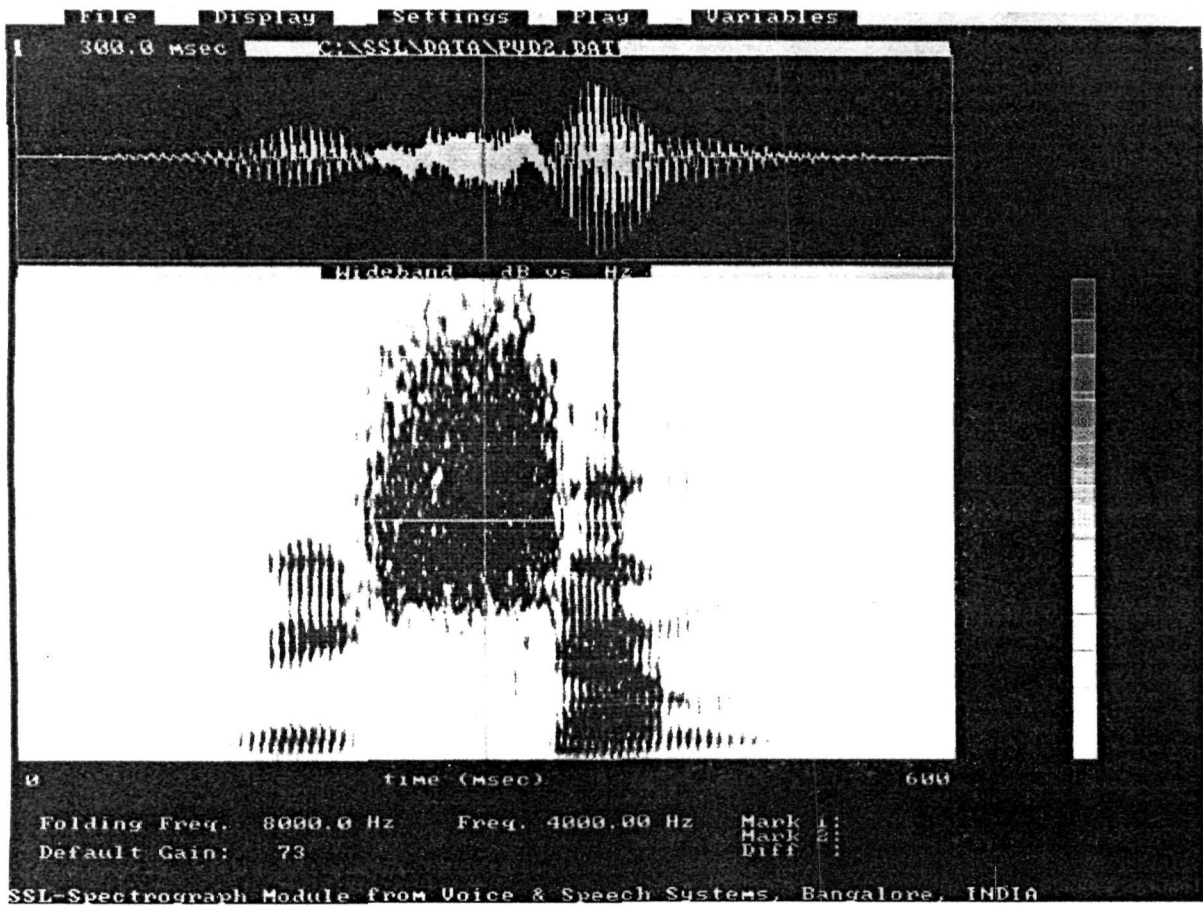 File Display Settings Play Variables
1 300.0 msec C:\SSL\DATA\PVD2.DAT
Wideband dB vs Hz
0 time (msec) 600
Folding Freq. 8000.0 Hz Freq. 4000.00 Hz Mark 1:
Mark 2:
Default Gain: 73 Diff :
SSL-Spectrograph Module from Voice & Speech Systems, Bangalore, INDIA